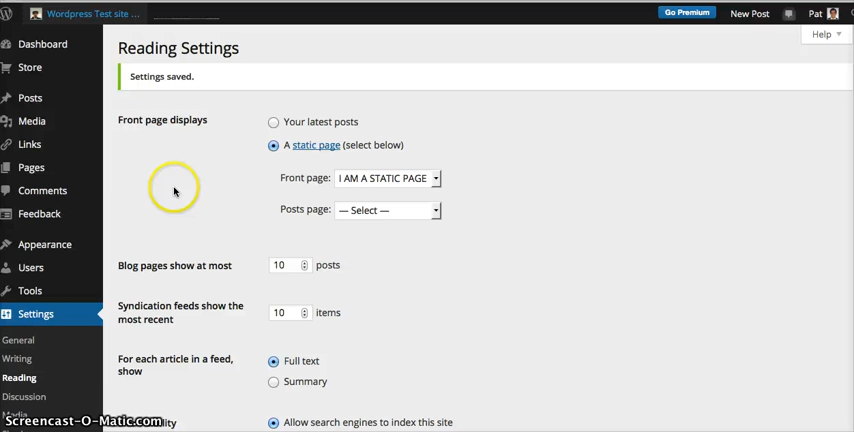 Wordpress Test site ...
Go Premium
New Post
Pat
Help
Dashboard
Store
Posts
Media
Links
Pages
Comments
Feedback
Appearance
Users
Tools
Settings
General
Writing
Reading
Discussion
Reading Settings
Settings saved.
Front page displays
Your latest posts
A static page (select below)
Front page: I AM A STATIC PAGE
Posts page: — Select —
Blog pages show at most
10 posts
Syndication feeds show the
most recent
10 items
For each article in a feed,
show
Full text
Summary
Allow search engines to index this site
Screencast-O-Matic.com